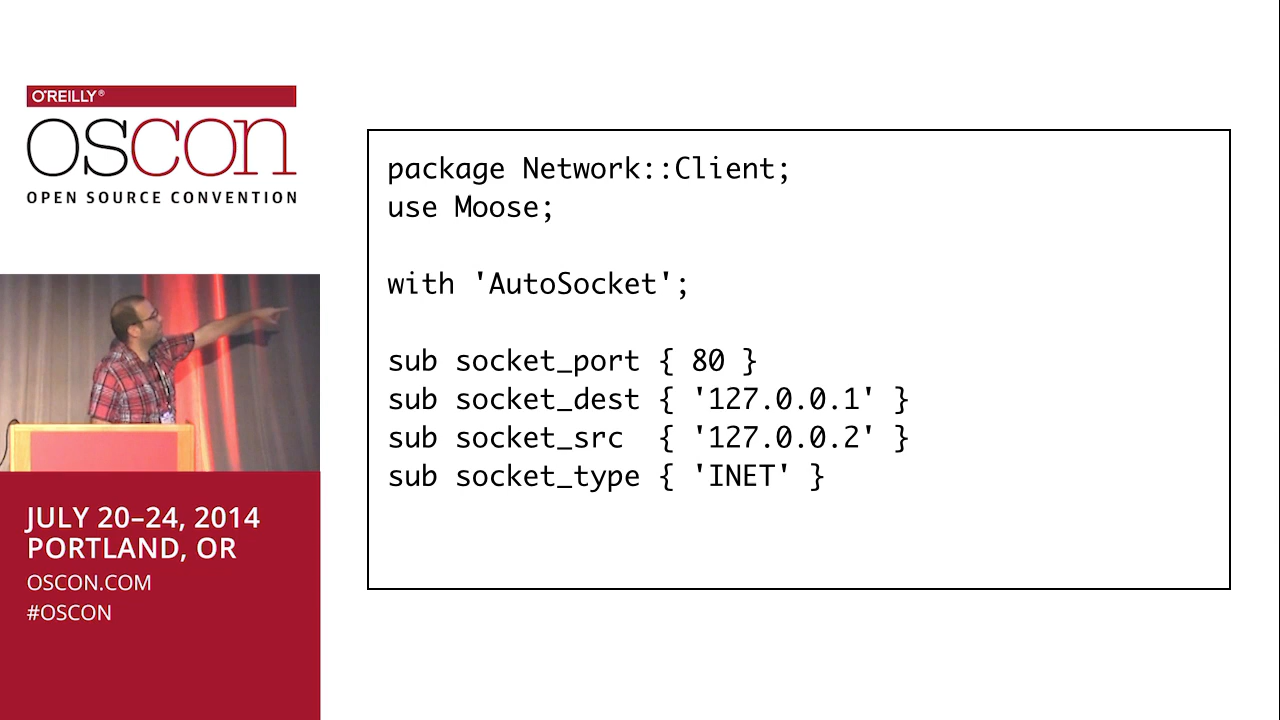 O'REILLY®
OSCON
OPEN SOURCE CONVENTION
JULY 20–24, 2014
PORTLAND, OR
OSCON.COM
#OSCON
package Network::Client;
use Moose;
with 'AutoSocket';
sub socket_port { 80 }
sub socket_dest { '127.0.0.1' }
sub socket_src  { '127.0.0.2' }
sub socket_type { 'INET' }